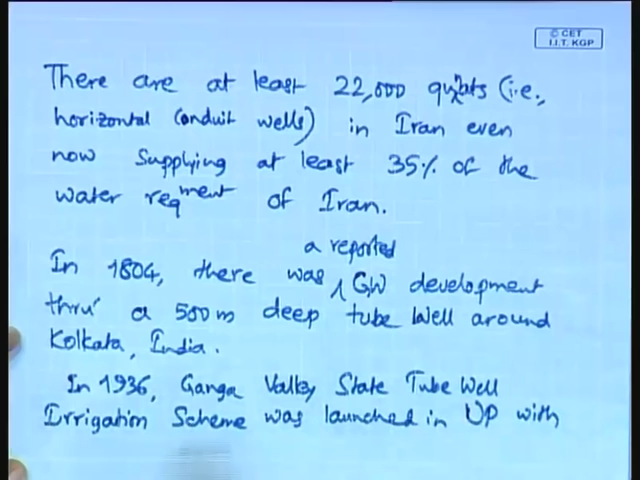 © CET
I.I.T. KGP
There are at least 22,000 qunats (i.e.,
horizontal conduit wells) in Iran even
now supplying at least 35% of the
water reqment of Iran.
In 1804, there was a reported GW development
thru' a 500 m deep tube well around
Kolkata, India.
In 1936, Ganga Valley State Tube Well
Irrigation Scheme was launched in UP with